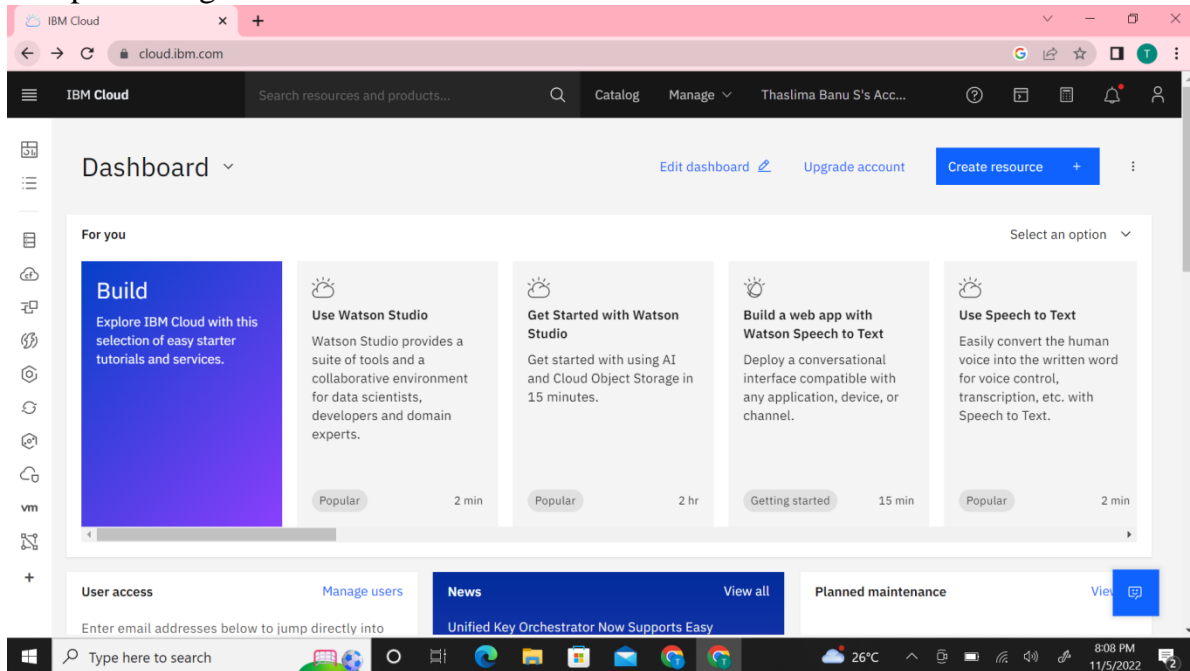 IBM Cloud
cloud.ibm.com
G
T
IBM Cloud
Search resources and products...
Catalog
Manage
Thaslima Banu S's Acc...
Dashboard
Edit dashboard
Upgrade account
Create resource +
For you
Select an option
Build
Explore IBM Cloud with this
selection of easy starter
tutorials and services.
Use Watson Studio
Watson Studio provides a
suite of tools and a
collaborative environment
for data scientists,
developers and domain
experts.
Popular
2 min
Get Started with Watson
Studio
Get started with using AI
and Cloud Object Storage in
15 minutes.
Popular
2 hr
Build a web app with
Watson Speech to Text
Deploy a conversational
interface compatible with
any application, device, or
channel.
Getting started
15 min
Use Speech to Text
Easily convert the human
voice into the written word
for voice control,
transcription, etc. with
Speech to Text.
Popular
2 min
cf
vm
User access
Manage users
Enter email addresses below to jump directly into
News
View all
Unified Key Orchestrator Now Supports Easy
Planned maintenance
Type here to search
26°C
8:08 PM
11/5/2022
2